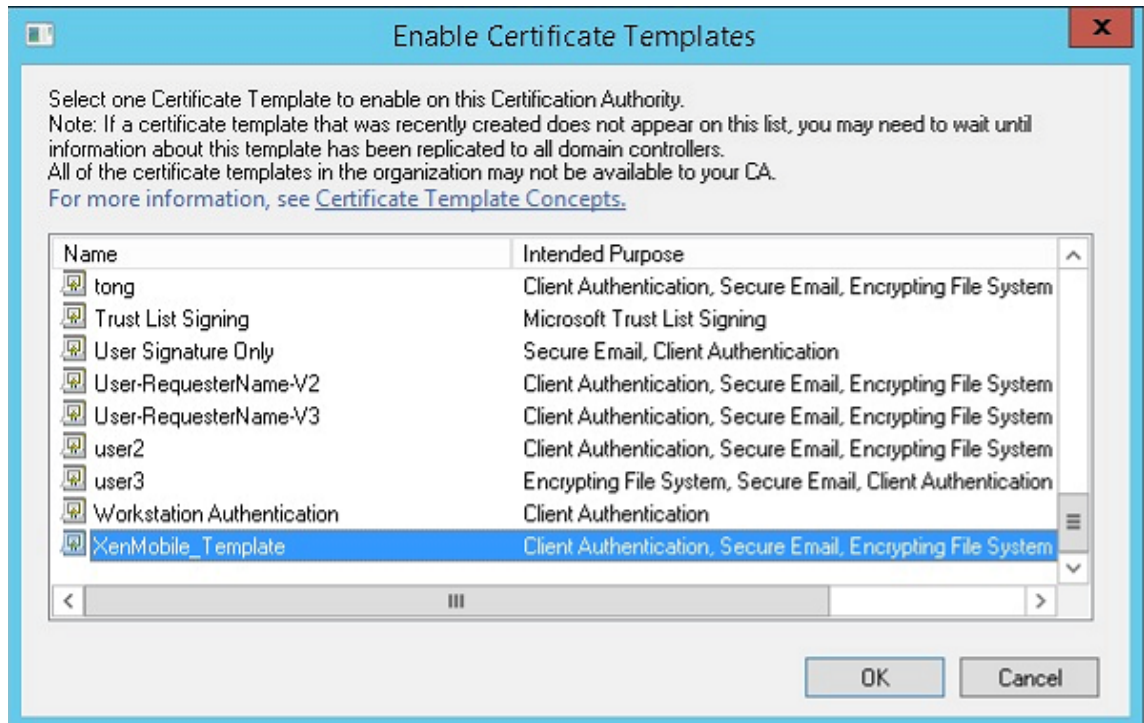 Enable Certificate Templates
x
Select one Certificate Template to enable on this Certification Authority.
Note: If a certificate template that was recently created does not appear on this list, you may need to wait until
information about this template has been replicated to all domain controllers.
All of the certificate templates in the organization may not be available to your CA.
For more information, see Certificate Template Concepts.
Name Intended Purpose
tong Client Authentication, Secure Email, Encrypting File System
Trust List Signing Microsoft Trust List Signing
User Signature Only Secure Email, Client Authentication
User-RequesterName-V2 Client Authentication, Secure Email, Encrypting File System
User-RequesterName-V3 Client Authentication, Secure Email, Encrypting File System
user2 Client Authentication, Secure Email, Encrypting File System
user3 Encrypting File System, Secure Email, Client Authentication
Workstation Authentication Client Authentication
XenMobile_Template Client Authentication, Secure Email, Encrypting File System
OK Cancel